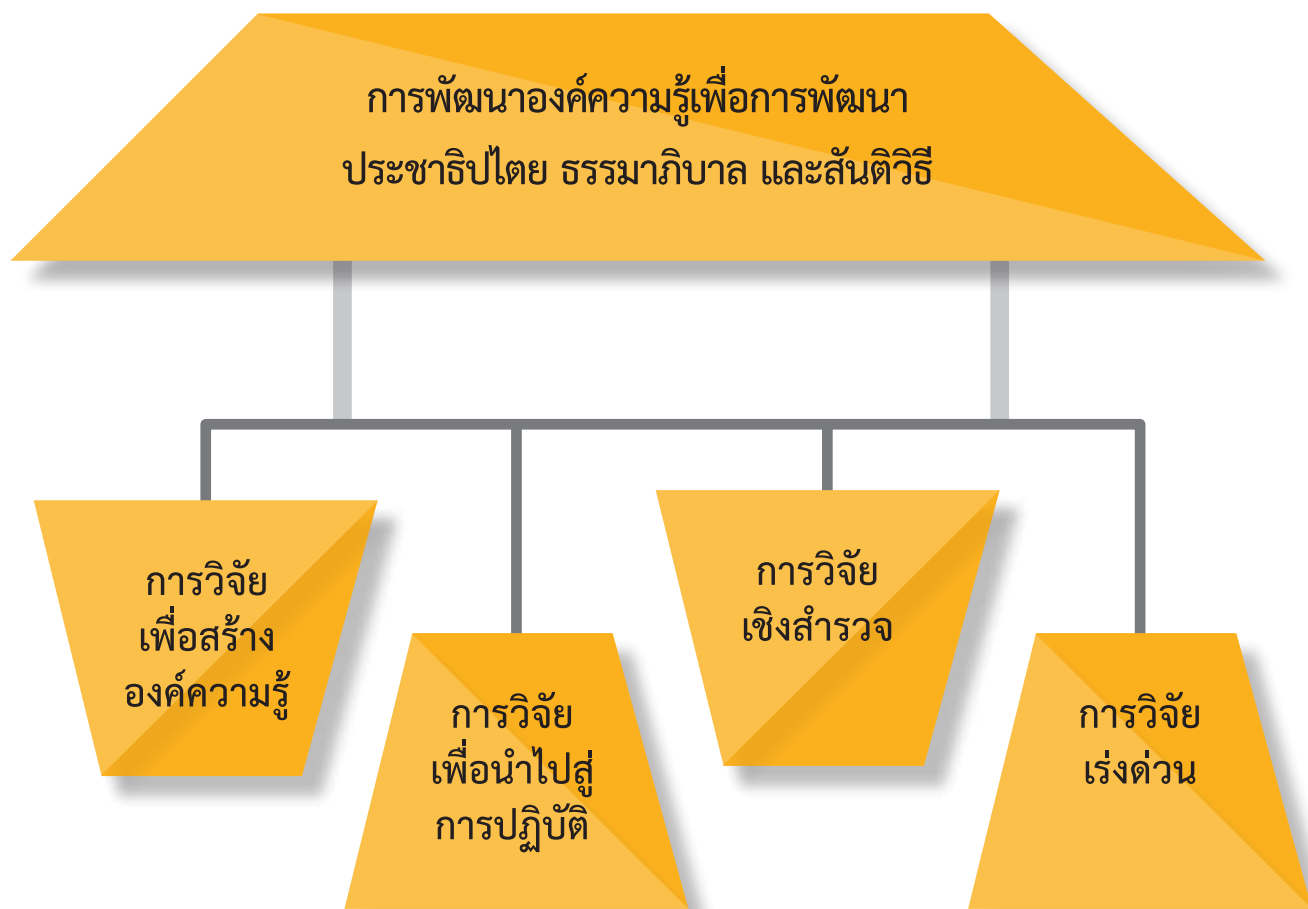 การพัฒนาองค์ความรู้เพื่อการพัฒนา
ประชาธิปไตย ธรรมาภิบาล และสันติวิธี
การวิจัย
เพื่อสร้าง
องค์ความรู้
การวิจัย
เพื่อนำไปสู่
การปฏิบัติ
การวิจัย
เชิงสำรวจ
การวิจัย
เร่งด่วน